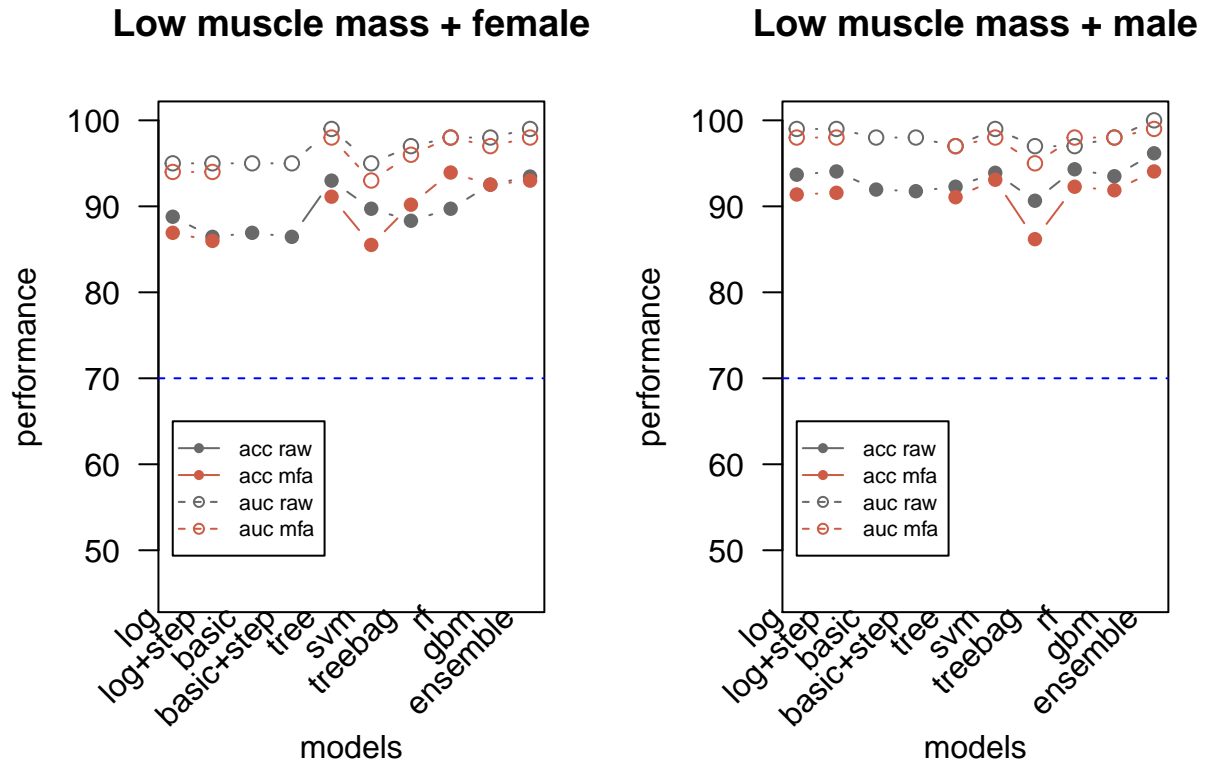 Low muscle mass + female
performance
100
90
80
70
60
50
acc raw
acc mfa
auc raw
auc mfa
log
log+step
basic
basic+step
tree
svm
treebag
rf
gbm
ensemble
models
Low muscle mass + male
performance
100
90
80
70
60
50
acc raw
acc mfa
auc raw
auc mfa
log
log+step
basic
basic+step
tree
svm
treebag
rf
gbm
ensemble
models